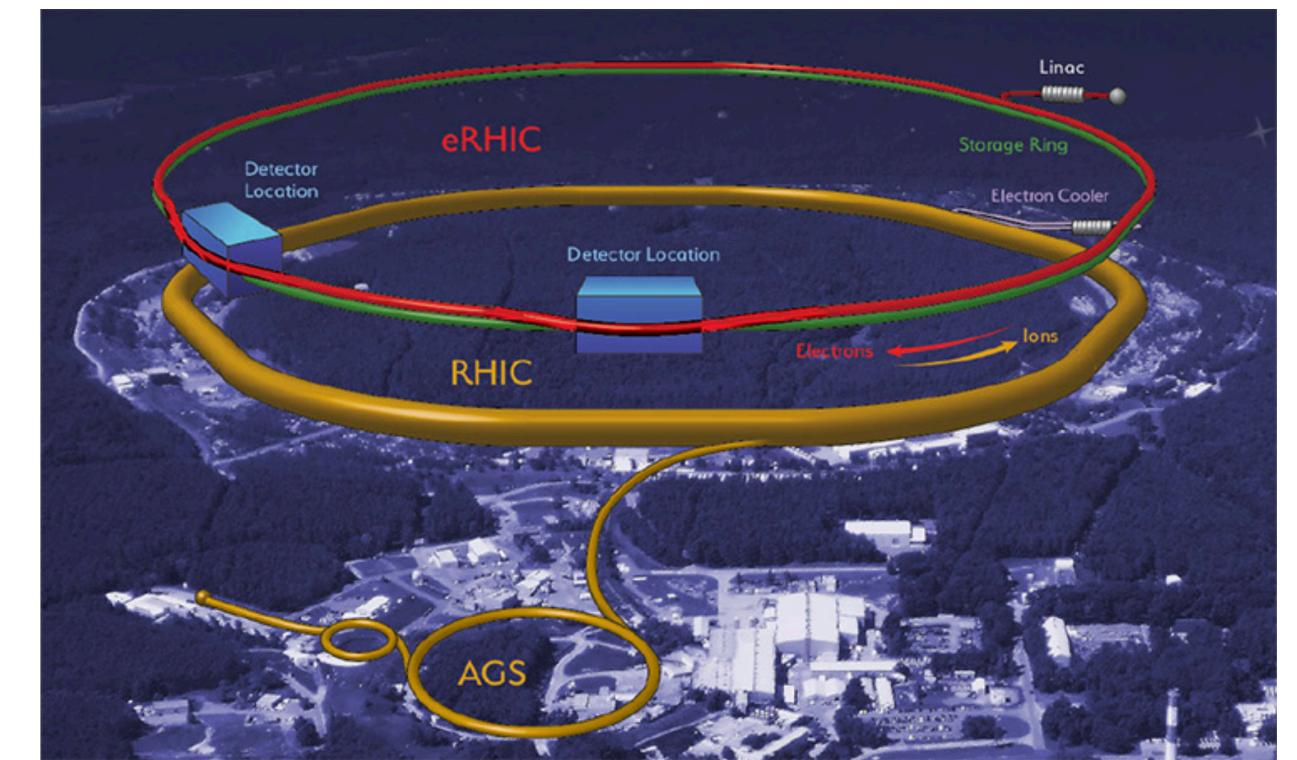 Linac
eRHIC
Storage Ring
Detector
Location
Electron Cooler
Detector Location
Ions
Electrons
RHIC
AGS